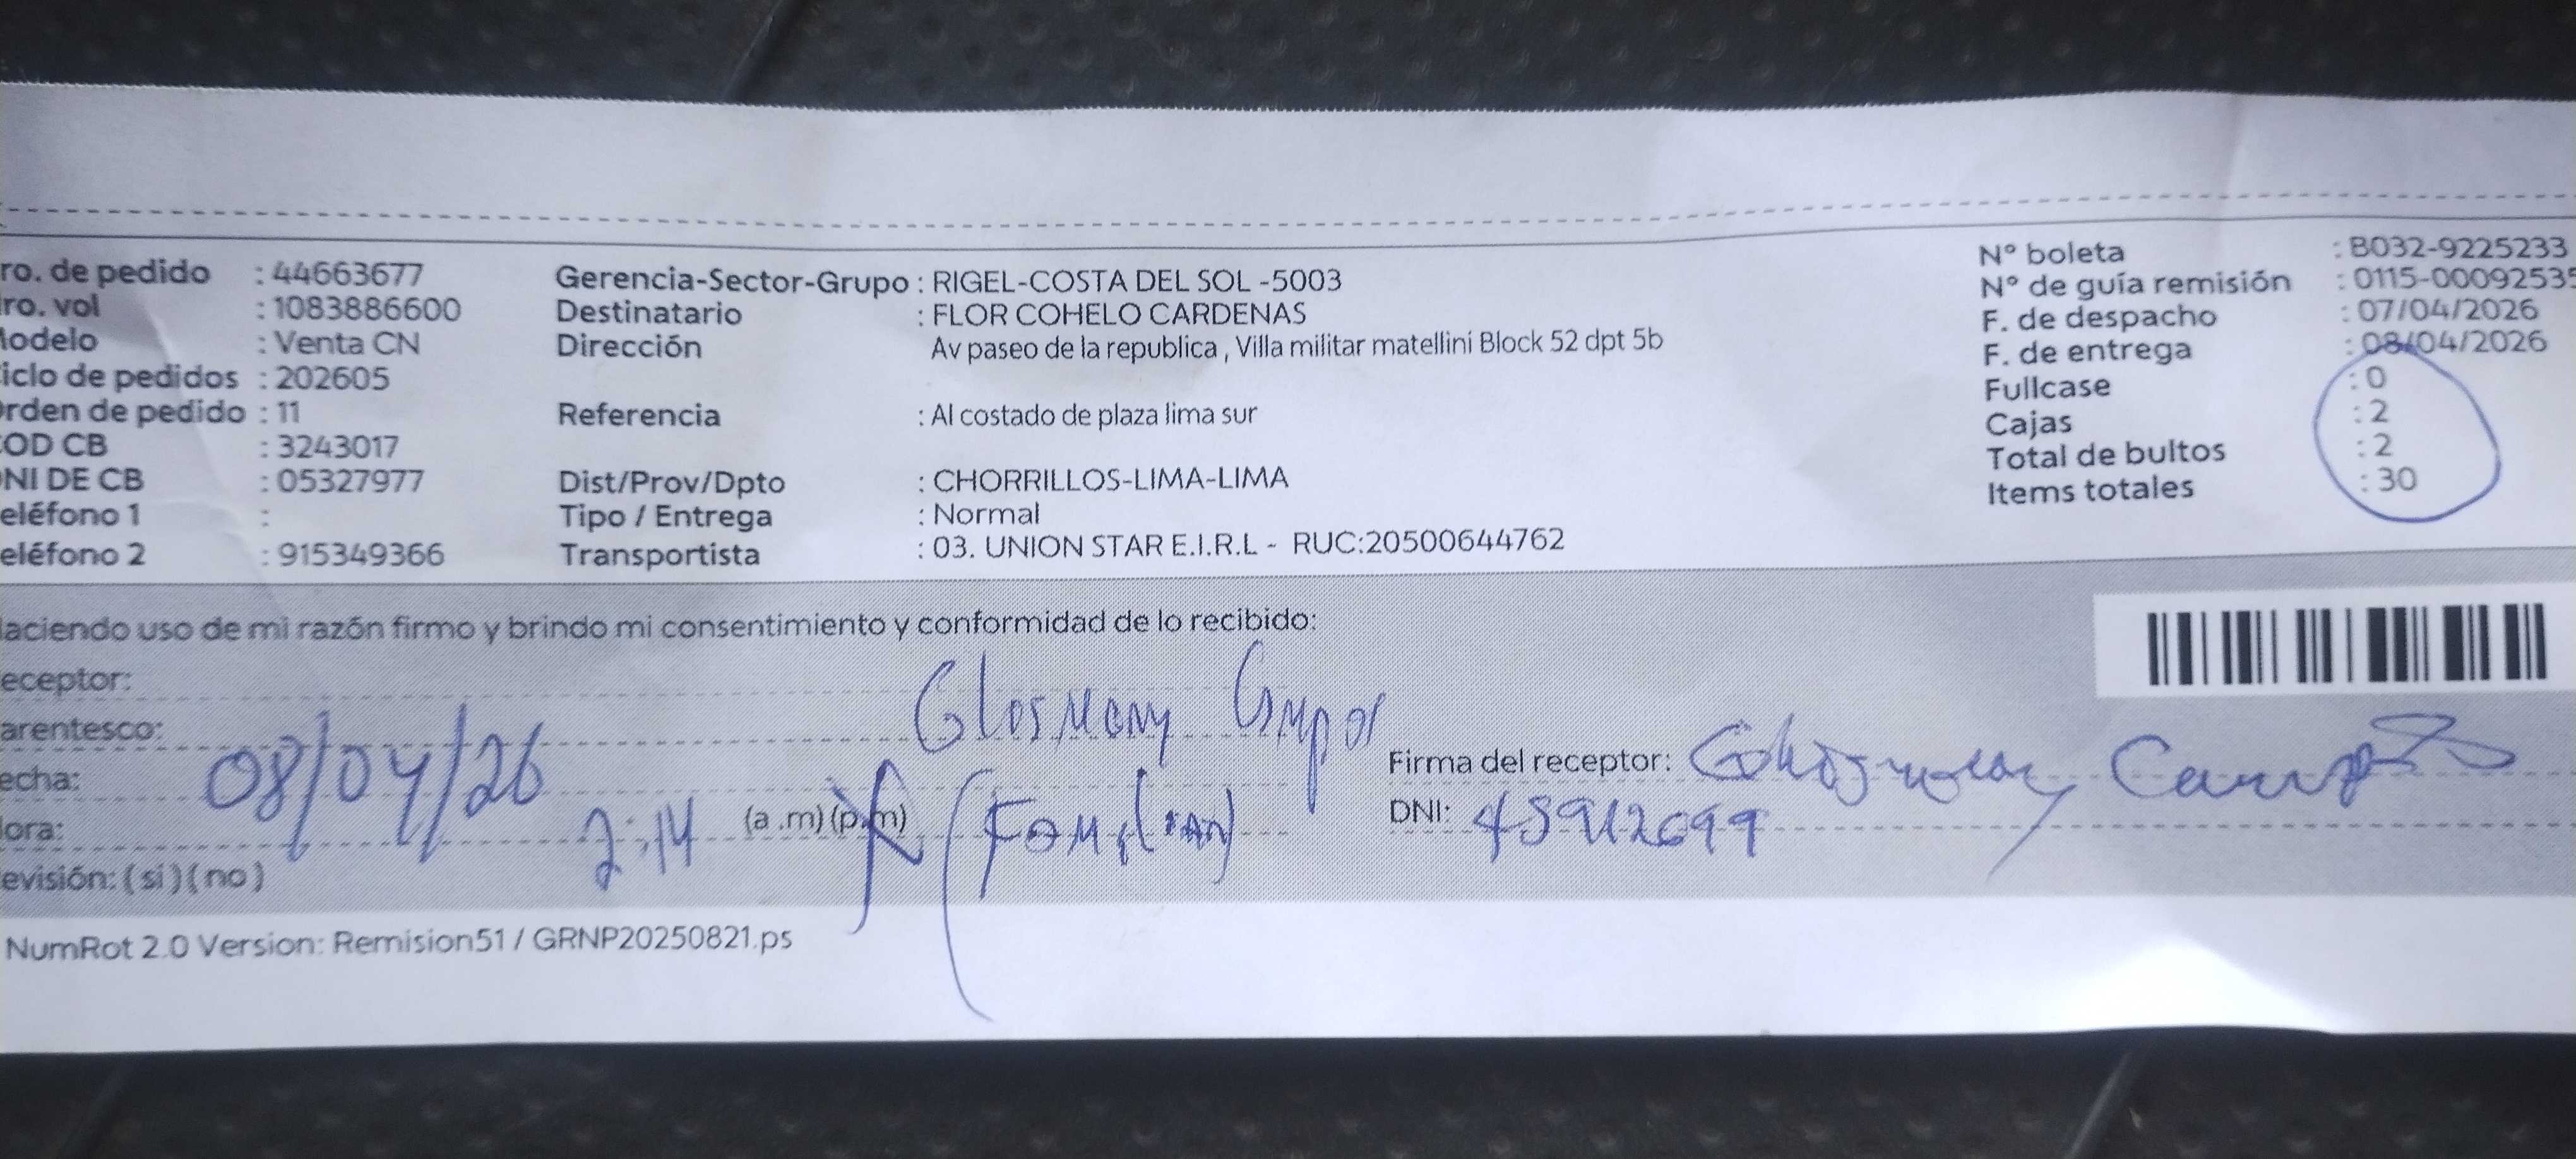 ro. de pedido : 44663677 Gerencia-Sector-Grupo : RIGEL-COSTA DEL SOL -5003 N° boleta : B032-9225233
ro. vol : 1083886600 Destinatario : FLOR COHELO CARDENAS N° de guía remisión : 0115-00092535
odelo : Venta CN Dirección Av paseo de la republica , Villa militar matellini Block 52 dpt 5b F. de despacho : 07/04/2026
iclo de pedidos : 202605 F. de entrega : 08/04/2026
rden de pedido : 11 Referencia : Al costado de plaza lima sur Fullcase : 0
OD CB : 3243017 Cajas : 2
NI DE CB : 05327977 Dist/Prov/Dpto : CHORRILLOS-LIMA-LIMA Total de bultos : 2
eléfono 1 : Tipo / Entrega : Normal Items totales : 30
eléfono 2 : 915349366 Transportista : 03. UNION STAR E.I.R.L - RUC:20500644762
aciendo uso de mi razón firmo y brindo mi consentimiento y conformidad de lo recibido:
eceptor:
arentesco:
echa: 08/04/26 Firma del receptor:
ora: 2:14 (a .m) (p.m) (Familiar) DNI: 45912699
evisión: ( si ) ( no )
NumRot 2.0 Version: Remision51 / GRNP20250821.ps